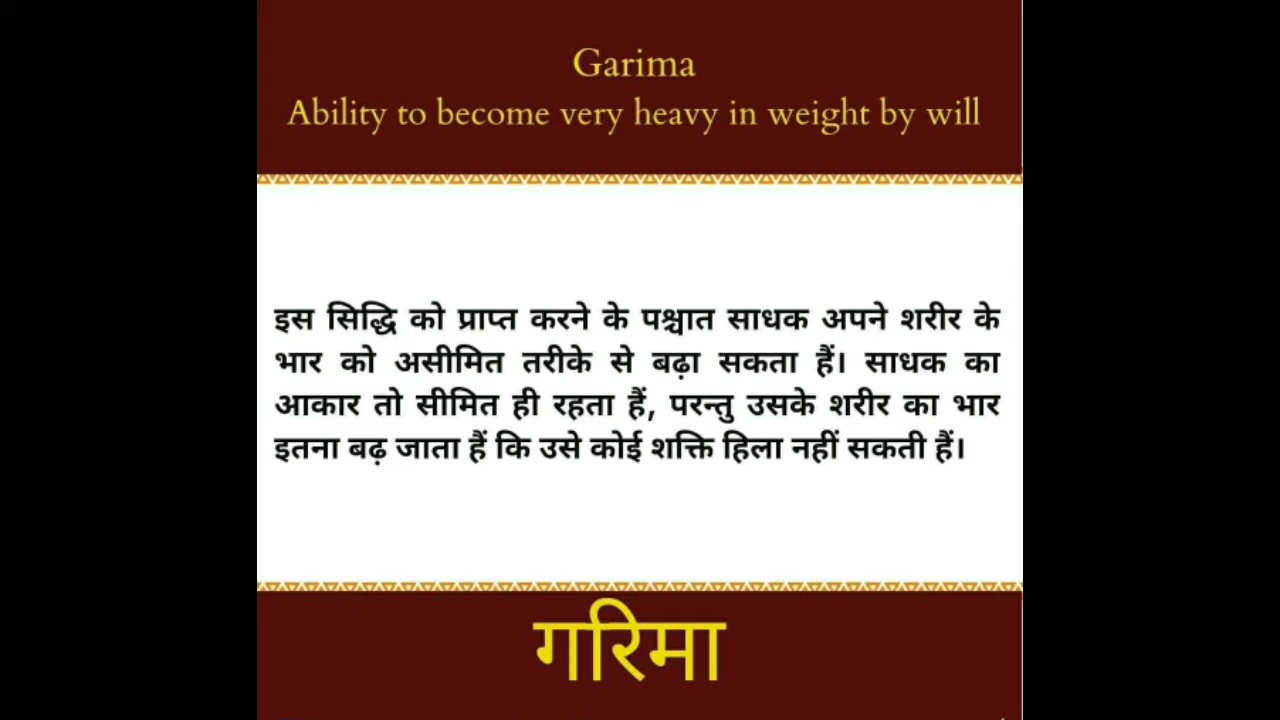 Garima
Ability to become very heavy in weight by will
इस सिद्धि को प्राप्त करने के पश्चात साधक अपने शरीर के
भार को असीमित तरीके से बढ़ा सकता हैं। साधक का
आकार तो सीमित ही रहता हैं, परन्तु उसके शरीर का भार
इतना बढ़ जाता हैं कि उसे कोई शक्ति हिला नहीं सकती हैं।
गरिमा